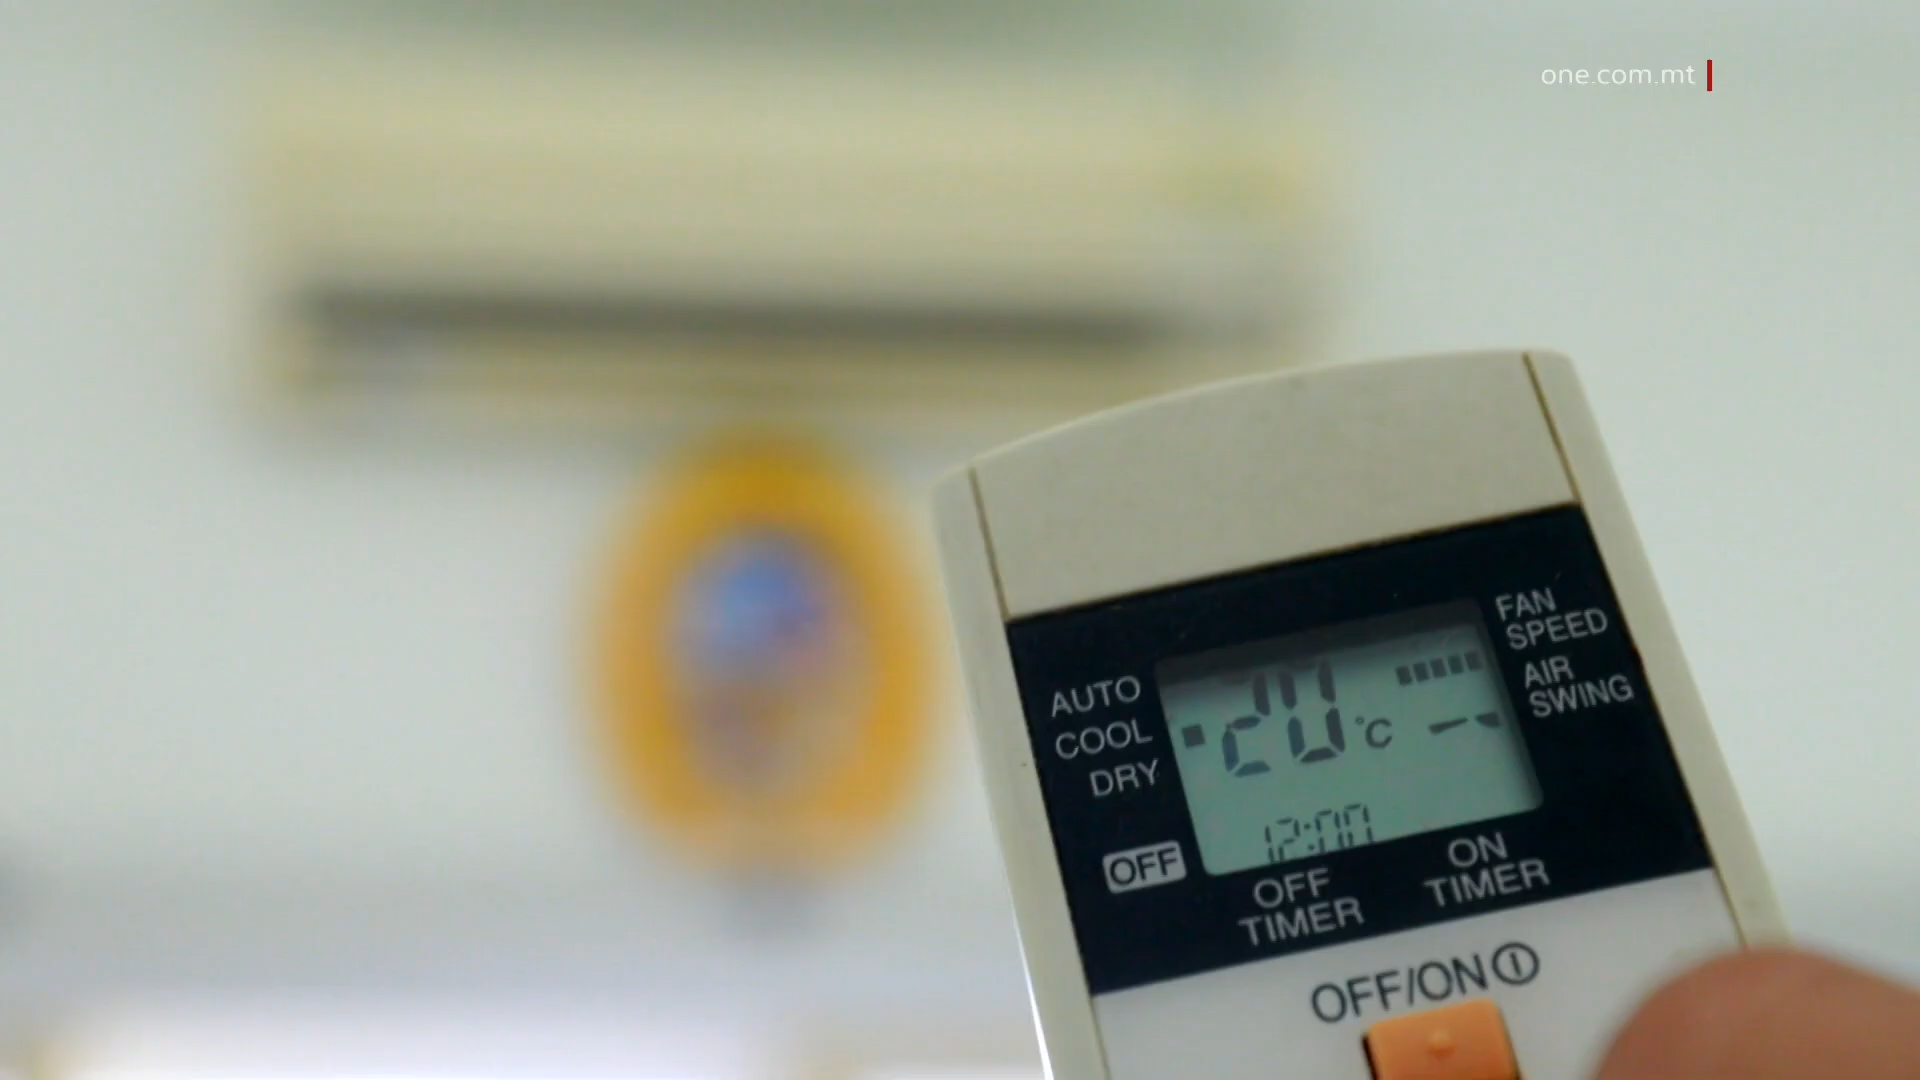 one.com.mt
FAN
SPEED
AIR
SWING
AUTO
COOL
DRY
20°C
12:00
OFF
OFF
TIMER
ON
TIMER
OFF/ON